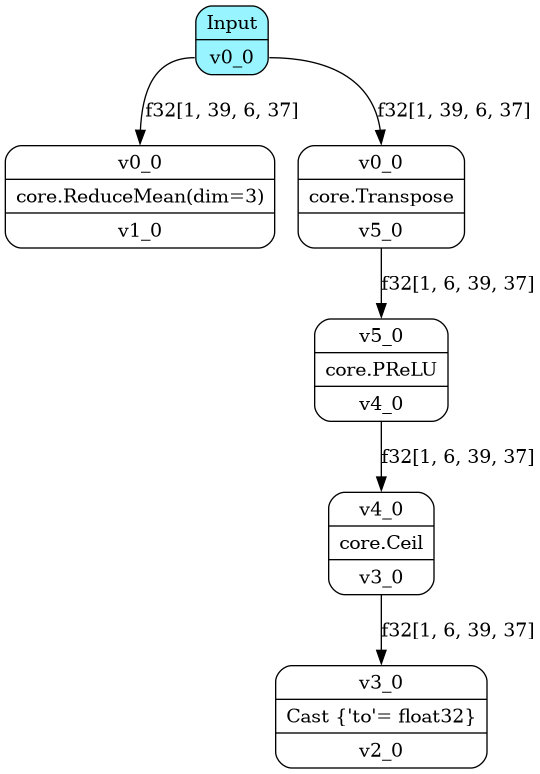 Input
v0_0
f32[1, 39, 6, 37]
f32[1, 39, 6, 37]
v0_0
core.ReduceMean(dim=3)
v1_0
v0_0
core.Transpose
v5_0
f32[1, 6, 39, 37]
v5_0
core.PReLU
v4_0
f32[1, 6, 39, 37]
v4_0
core.Ceil
v3_0
f32[1, 6, 39, 37]
v3_0
Cast {'to'= float32}
v2_0